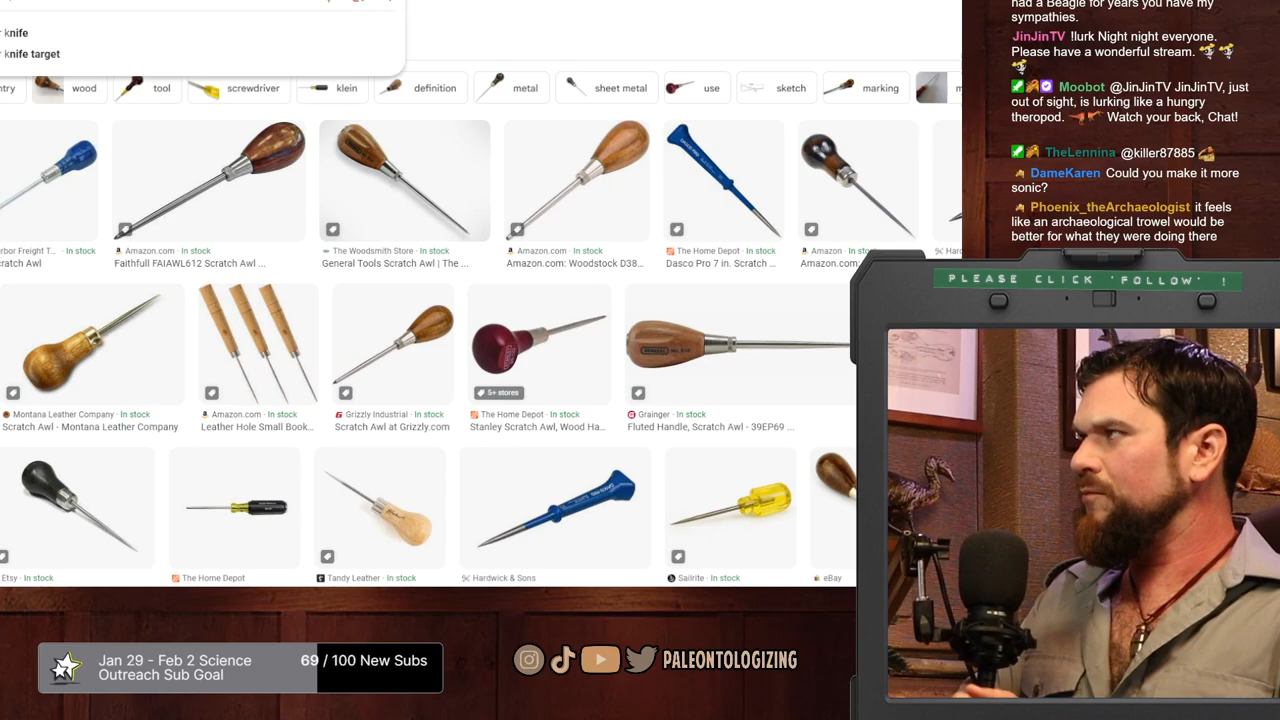 knife
knife target
ntry
wood
tool
screwdriver
klein
definition
metal
sheet metal
use
sketch
marking
rbor Freight T... · In stock
ratch Awl
Amazon.com · In stock
Faithfull FAIAWL612 Scratch Awl ...
The Woodsmith Store · In stock
General Tools Scratch Awl | The ...
Amazon.com · In stock
Amazon.com: Woodstock D38...
The Home Depot · In stock
Dasco Pro 7 in. Scratch ...
Amazon · In stock
Amazon.com
Hard
Montana Leather Company · In stock
Scratch Awl - Montana Leather Company
Amazon.com · In stock
Leather Hole Small Book...
Grizzly Industrial · In stock
Scratch Awl at Grizzly.com
5+ stores
The Home Depot · In stock
Stanley Scratch Awl, Wood Ha...
Grainger · In stock
Fluted Handle, Scratch Awl - 39EP69 ...
Etsy · In stock
The Home Depot
Tandy Leather · In stock
Hardwick & Sons
Sailrite · In stock
eBay
had a Beagle for years you have my
sympathies.
JinJinTV !lurk Night night everyone.
Please have a wonderful stream.
Moobot @JinJinTV JinJinTV, just
out of sight, is lurking like a hungry
theropod. Watch your back, Chat!
TheLennina @killer87885
DameKaren Could you make it more
sonic?
Phoenix_theArchaeologist it feels
like an archaeological trowel would be
better for what they were doing there
PLEASE CLICK 'FOLLOW' !
Jan 29 - Feb 2 Science
Outreach Sub Goal
69 / 100 New Subs
PALEONTOLOGIZING